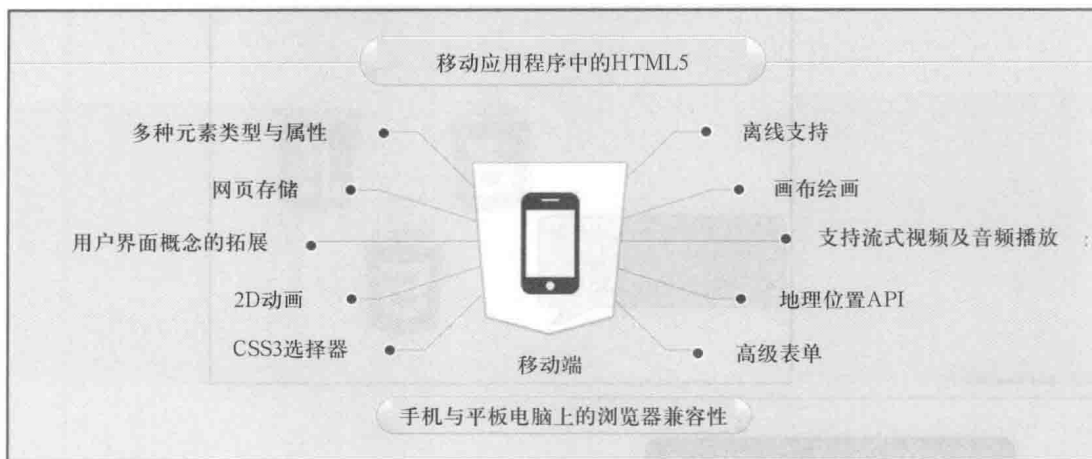 移动应用程序中的HTML5
多种元素类型与属性
离线支持
网页存储
画布绘画
用户界面概念的拓展
支持流式视频及音频播放
2D动画
地理位置API
CSS3选择器
高级表单
移动端
手机与平板电脑上的浏览器兼容性